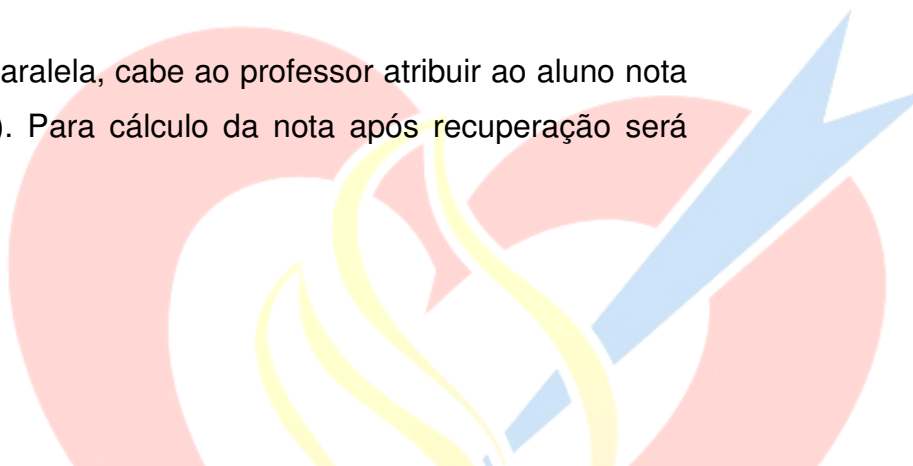 aralela, cabe ao professor atribuir ao aluno nota
). Para cálculo da nota após recuperação será